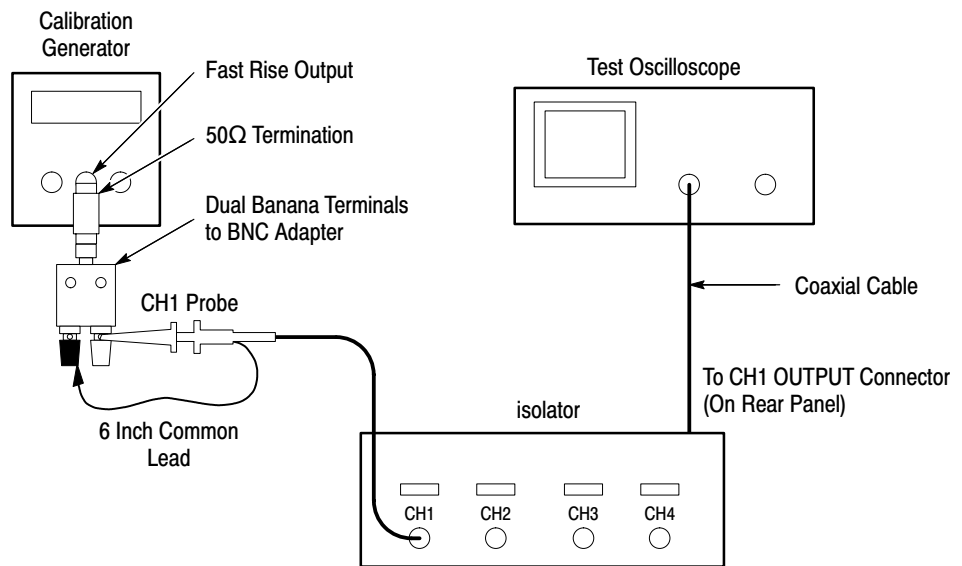 Calibration
Generator
Fast Rise Output
Test Oscilloscope
50Ω Termination
Dual Banana Terminals
to BNC Adapter
CH1 Probe
Coaxial Cable
To CH1 OUTPUT Connector
(On Rear Panel)
6 Inch Common
Lead
isolator
CH1
CH2
CH3
CH4